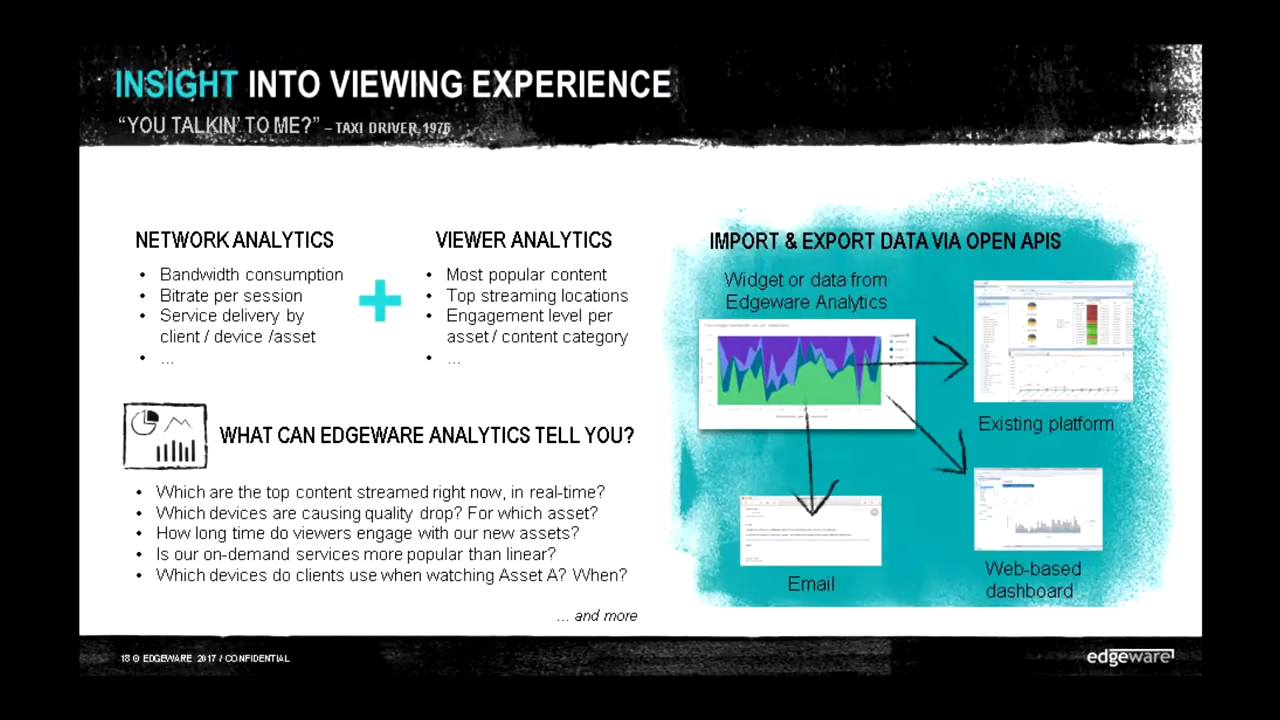 INSIGHT INTO VIEWING EXPERIENCE
“YOU TALKIN’ TO ME?” – TAXI DRIVER, 1976
NETWORK ANALYTICS
• Bandwidth consumption
• Bitrate per session
• Service delivery by
client / device /asset
• ...
VIEWER ANALYTICS
• Most popular content
• Top streaming locations
• Engagement level per
asset / content category
• ...
WHAT CAN EDGEWARE ANALYTICS TELL YOU?
• Which are the top content streamed right now, in real-time?
• Which devices are causing quality drop? For which asset?
• How long time do viewers engage with our new assets?
• Is our on-demand services more popular than linear?
• Which devices do clients use when watching Asset A? When?
... and more
IMPORT & EXPORT DATA VIA OPEN APIS
Widget or data from
Edgeware Analytics
Existing platform
Email
Web-based
dashboard
18 © EDGEWARE 2017 / CONFIDENTIAL
edgeware